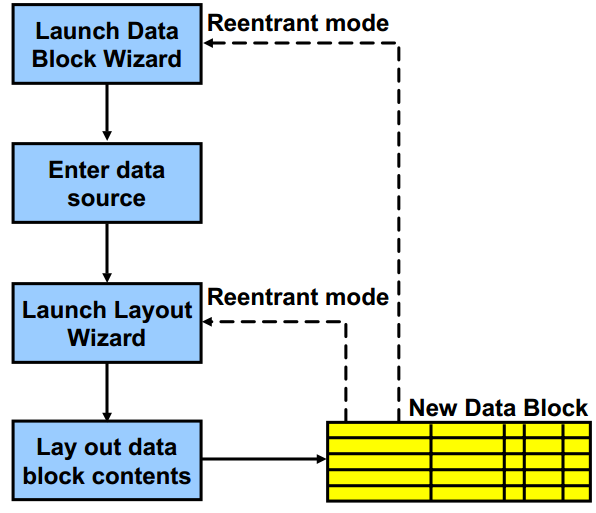 Launch Data
Block Wizard
Reentrant mode
Enter data
source
Launch Layout
Wizard
Reentrant mode
New Data Block
Lay out data
block contents